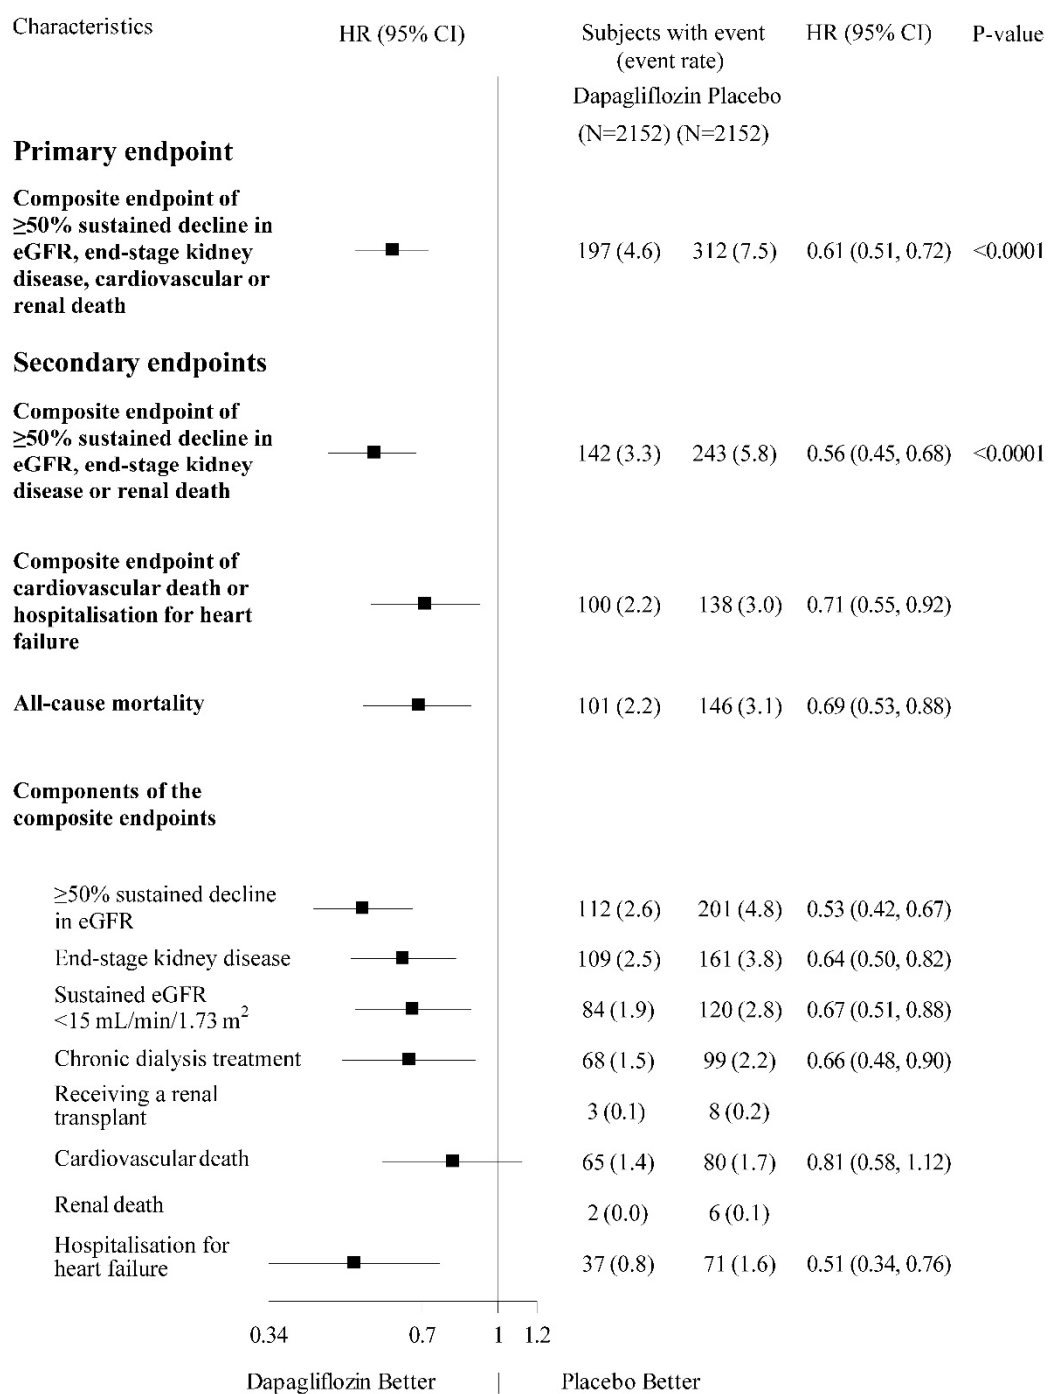 Characteristics HR (95% CI) Subjects with event HR (95% CI) P-value
(event rate)
Dapagliflozin Placebo
(N=2152) (N=2152)
Primary endpoint
Composite endpoint of
≥50% sustained decline in
eGFR, end-stage kidney 197 (4.6) 312 (7.5) 0.61 (0.51, 0.72) <0.0001
disease, cardiovascular or
renal death
Secondary endpoints
Composite endpoint of
≥50% sustained decline in
eGFR, end-stage kidney 142 (3.3) 243 (5.8) 0.56 (0.45, 0.68) <0.0001
disease or renal death
Composite endpoint of
cardiovascular death or
hospitalisation for heart 100 (2.2) 138 (3.0) 0.71 (0.55, 0.92)
failure
All-cause mortality 101 (2.2) 146 (3.1) 0.69 (0.53, 0.88)
Components of the
composite endpoints
≥50% sustained decline
in eGFR 112 (2.6) 201 (4.8) 0.53 (0.42, 0.67)
End-stage kidney disease 109 (2.5) 161 (3.8) 0.64 (0.50, 0.82)
Sustained eGFR
<15 mL/min/1.73 m² 84 (1.9) 120 (2.8) 0.67 (0.51, 0.88)
Chronic dialysis treatment 68 (1.5) 99 (2.2) 0.66 (0.48, 0.90)
Receiving a renal
transplant 3 (0.1) 8 (0.2)
Cardiovascular death 65 (1.4) 80 (1.7) 0.81 (0.58, 1.12)
Renal death 2 (0.0) 6 (0.1)
Hospitalisation for
heart failure 37 (0.8) 71 (1.6) 0.51 (0.34, 0.76)
0.34 0.7 1 1.2
Dapagliflozin Better | Placebo Better